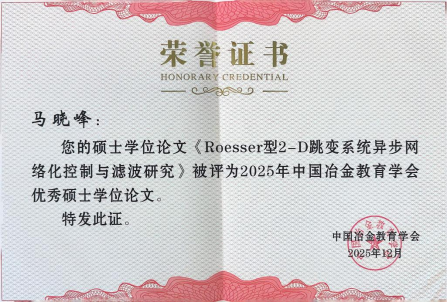 荣誉证书
HONORARY CREDENTIAL
马晓峰：
您的硕士学位论文《Roesser型2-D跳变系统异步网
络化控制与滤波研究》被评为2025年中国冶金教育学会
优秀硕士学位论文。
特发此证。
中国冶金教育学会
2025年12月